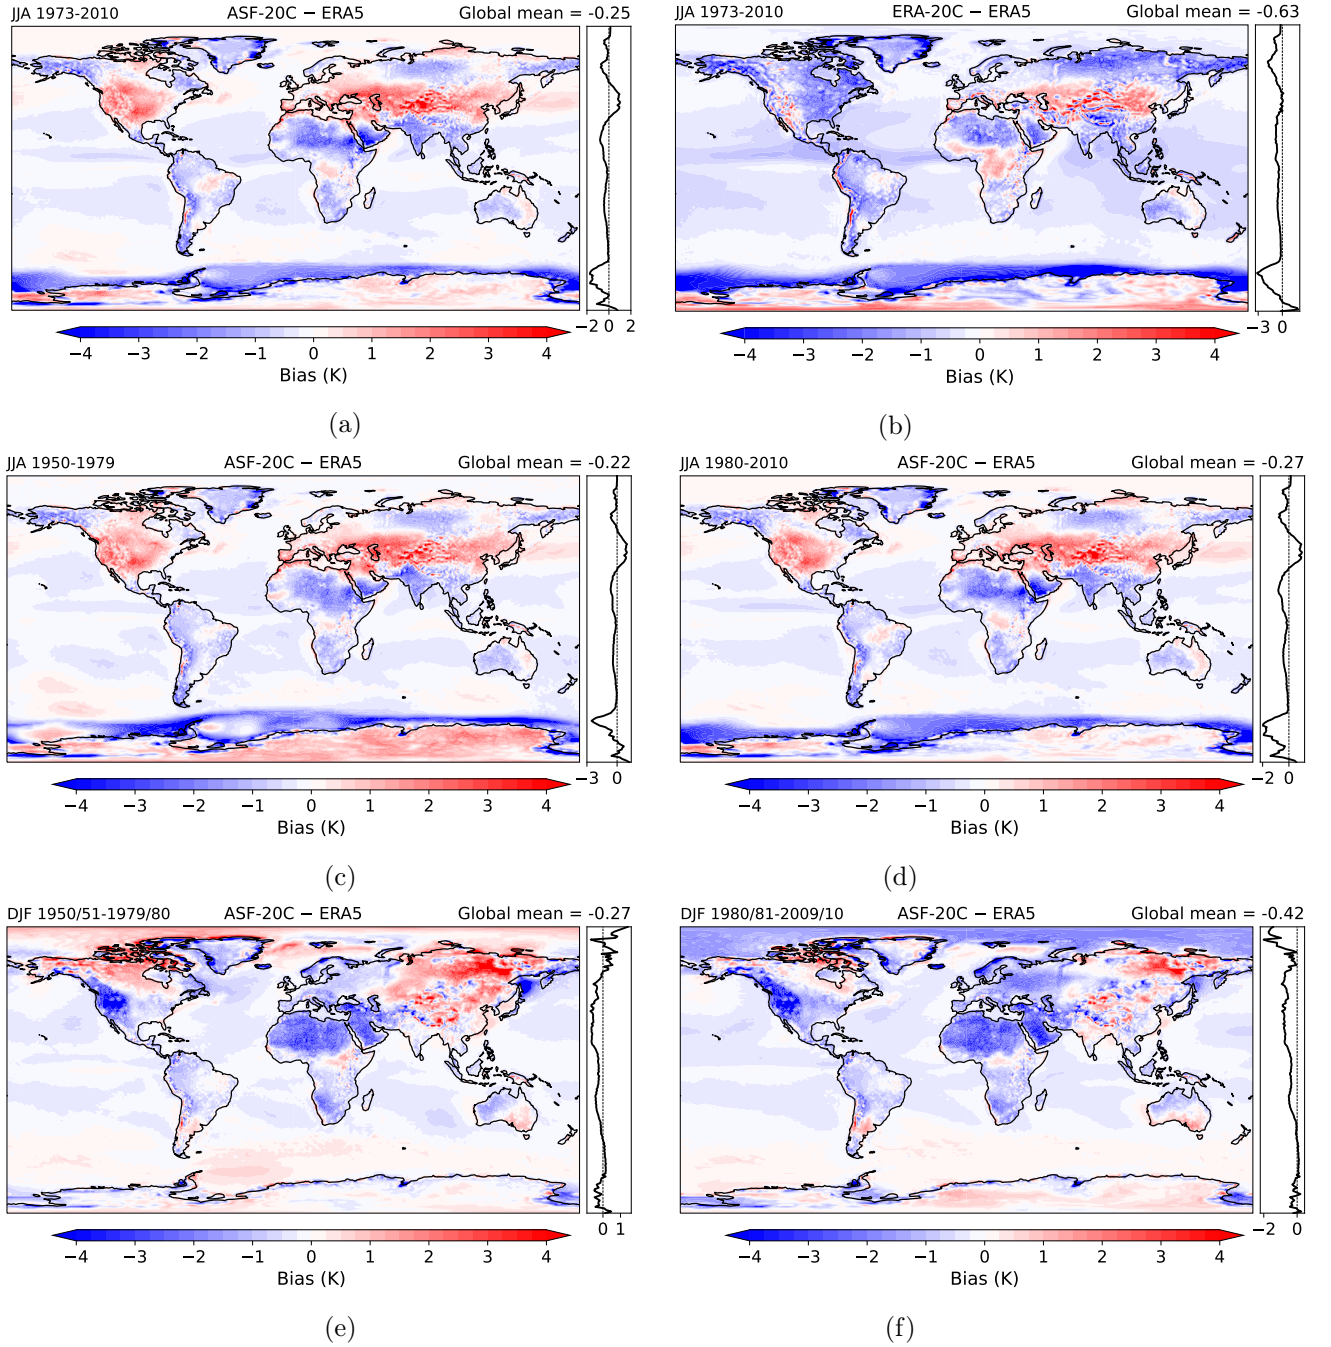 JJA 1973-2010 ASF-20C − ERA5 Global mean = -0.25
−2 0 2
−4 −3 −2 −1 0 1 2 3 4
Bias (K)
(a)
JJA 1973-2010 ERA-20C − ERA5 Global mean = -0.63
−3 0
−4 −3 −2 −1 0 1 2 3 4
Bias (K)
(b)
JJA 1950-1979 ASF-20C − ERA5 Global mean = -0.22
−3 0
−4 −3 −2 −1 0 1 2 3 4
Bias (K)
(c)
JJA 1980-2010 ASF-20C − ERA5 Global mean = -0.27
−2 0
−4 −3 −2 −1 0 1 2 3 4
Bias (K)
(d)
DJF 1950/51-1979/80 ASF-20C − ERA5 Global mean = -0.27
0 1
−4 −3 −2 −1 0 1 2 3 4
Bias (K)
(e)
DJF 1980/81-2009/10 ASF-20C − ERA5 Global mean = -0.42
−2 0
−4 −3 −2 −1 0 1 2 3 4
Bias (K)
(f)